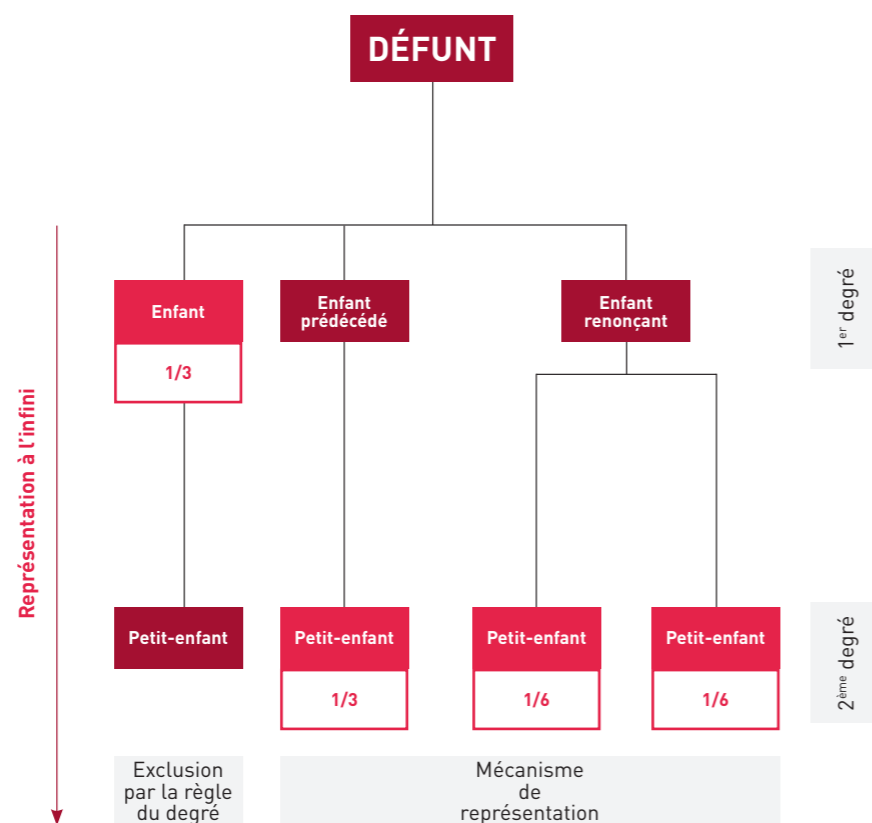 DÉFUNT
Enfant
1/3
Enfant
prédécédé
Enfant
renonçant
1er degré
Représentation à l'infini
Petit-enfant
Petit-enfant
1/3
Petit-enfant
1/6
Petit-enfant
1/6
2ème degré
Exclusion
par la règle
du degré
Mécanisme
de
représentation